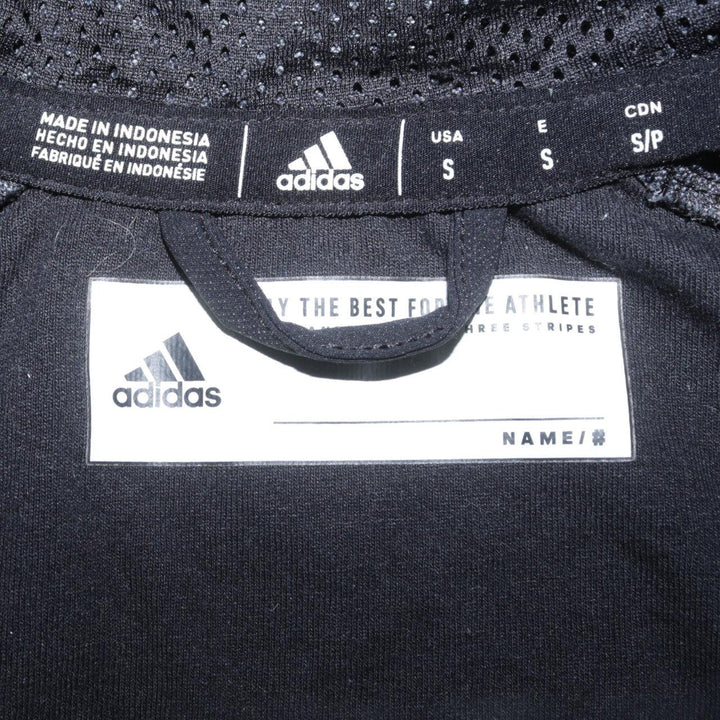 MADE IN INDONESIA
HECHO EN INDONESIA
FABRIQUÉ EN INDONÉSIE
adidas
USA
S
E
S
CDN
S/P
THE BEST FOR ATHLETE
STRIPES
adidas
NAME/#